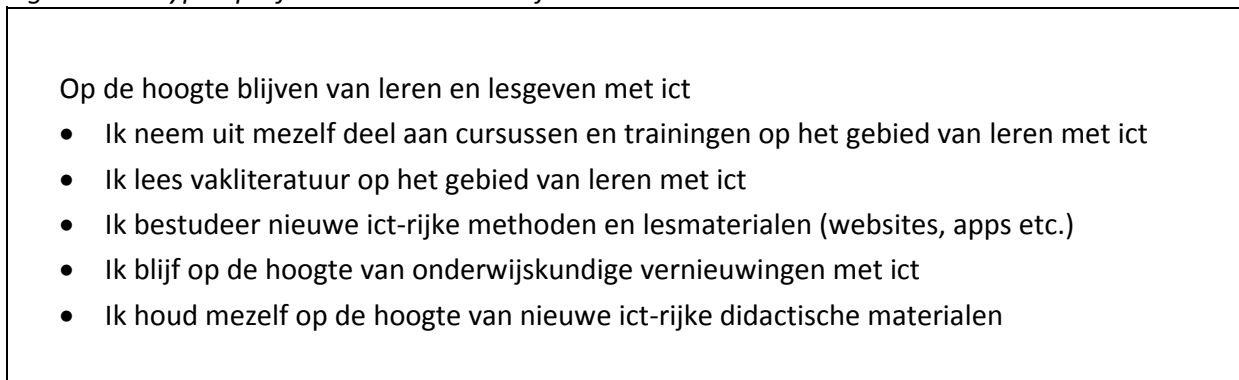 Op de hoogte blijven van leren en lesgeven met ict
• Ik neem uit mezelf deel aan cursussen en trainingen op het gebied van leren met ict
• Ik lees vakliteratuur op het gebied van leren met ict
• Ik bestudeer nieuwe ict-rijke methoden en lesmaterialen (websites, apps etc.)
• Ik blijf op de hoogte van onderwijskundige vernieuwingen met ict
• Ik houd mezelf op de hoogte van nieuwe ict-rijke didactische materialen